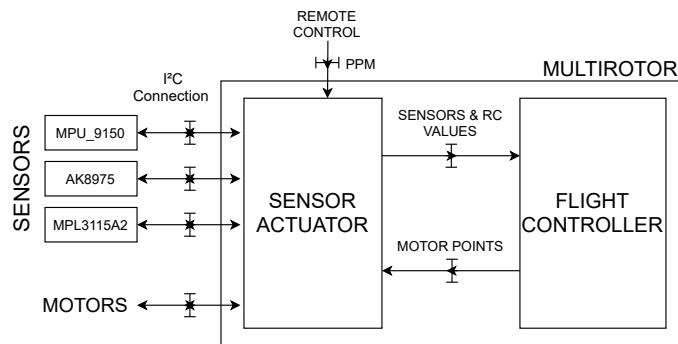 REMOTE
CONTROL
PPM
MULTIROTOR
I²C
Connection
SENSORS
MPU_9150
AK8975
MPL3115A2
MOTORS
SENSOR
ACTUATOR
SENSORS & RC
VALUES
MOTOR POINTS
FLIGHT
CONTROLLER